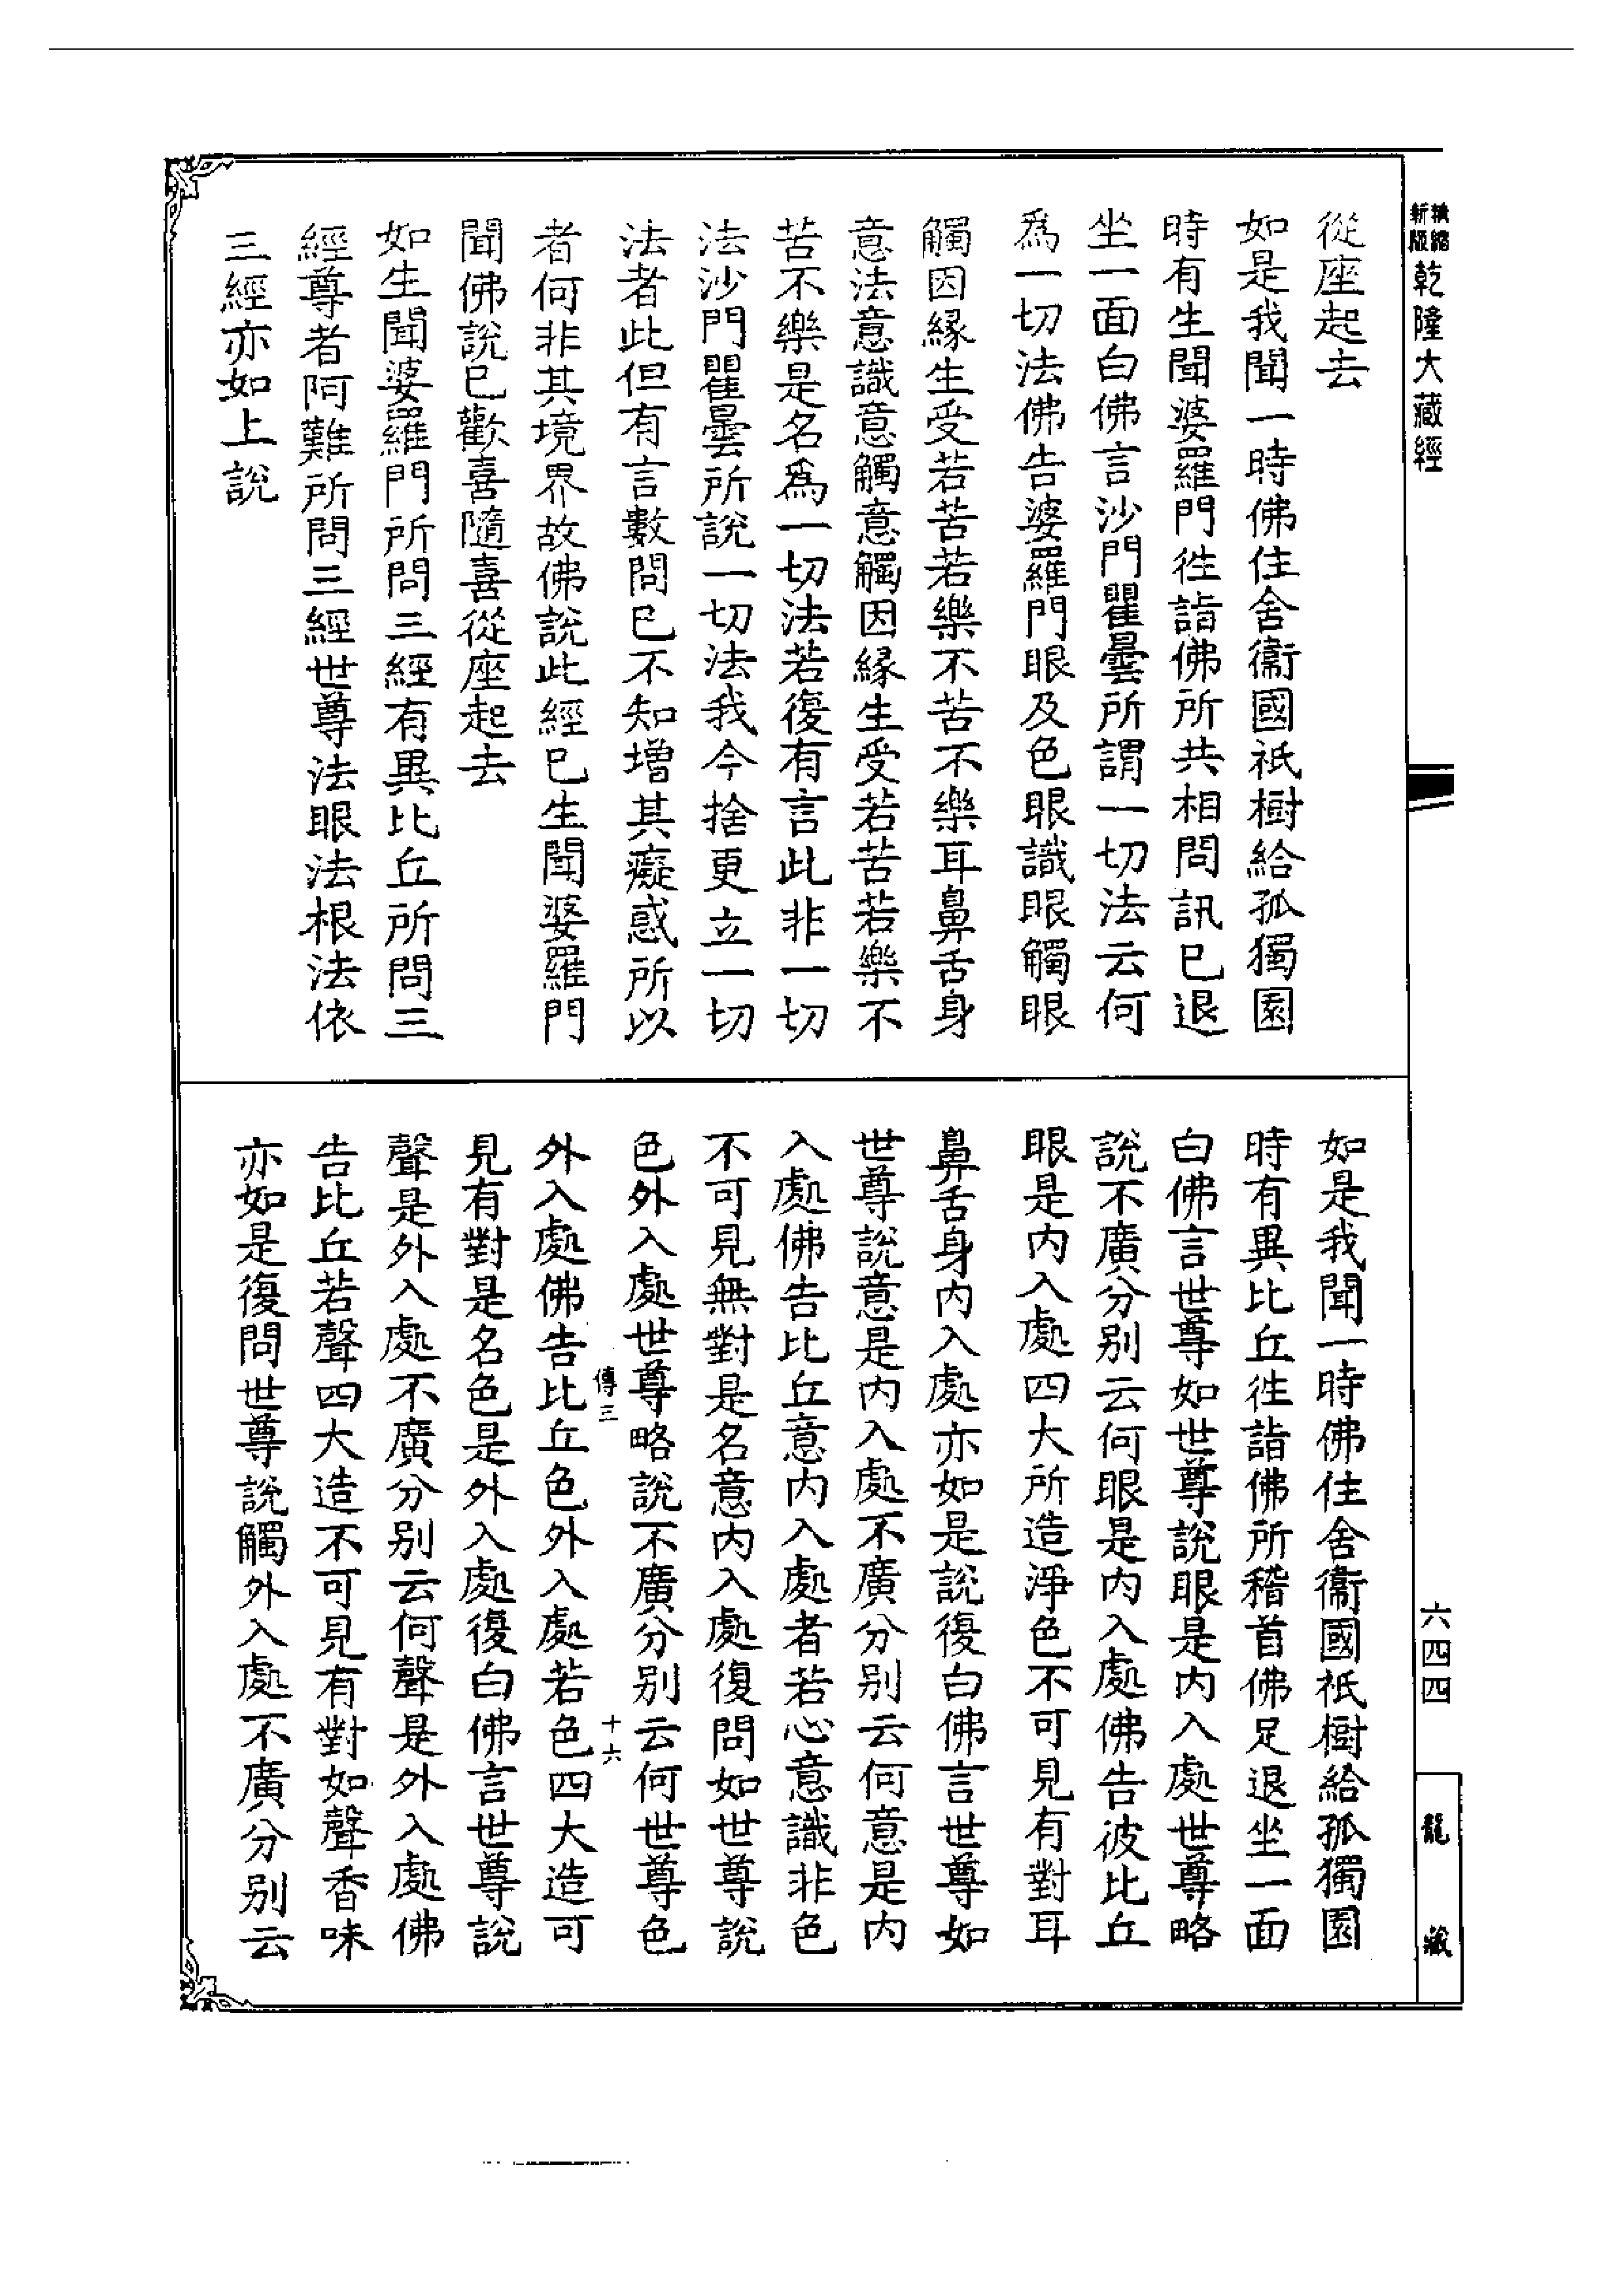 精縮
新版
乾隆大藏經
六四四
龍藏
從座起去
如是我聞一時佛住舍衞國祇樹給孤獨園
時有生聞婆羅門徃詣佛所共相問訊已退
坐一面白佛言沙門瞿曇所謂一切法云何
爲一切法佛告婆羅門眼及色眼識眼觸眼
觸因緣生受若苦若樂不苦不樂耳鼻舌身
意法意識意觸意觸因緣生受若苦若樂不
苦不樂是名爲一切法若復有言此非一切
法沙門瞿曇所說一切法我今捨更立一切
法者此但有言數問已不知增其癡惑所以
者何非其境界故佛說此經已生聞婆羅門
聞佛說已歡喜隨喜從座起去
如生聞婆羅門所問三經有異比丘所問三
經尊者阿難所問三經世尊法眼法根法依
三經亦如上說
如是我聞一時佛住舍衞國祇樹給孤獨園
時有異比丘徃詣佛所稽首佛足退坐一面
白佛言世尊如世尊說眼是内入處世尊略
說不廣分别云何眼是内入處佛告彼比丘
眼是内入處四大所造淨色不可見有對耳
鼻舌身内入處亦如是說復白佛言世尊如
世尊說意是内入處不廣分别云何意是内
入處佛告比丘意内入處者若心意識非色
不可見無對是名意内入處復問如世尊說
色外入處世尊略說不廣分别云何世尊色
傳三
十六
外入處佛告比丘色外入處若色四大造可
見有對是名色是外入處復白佛言世尊說
聲是外入處不廣分别云何聲是外入處佛
告比丘若聲四大造不可見有對如聲香味
亦如是復問世尊說觸外入處不廣分别云